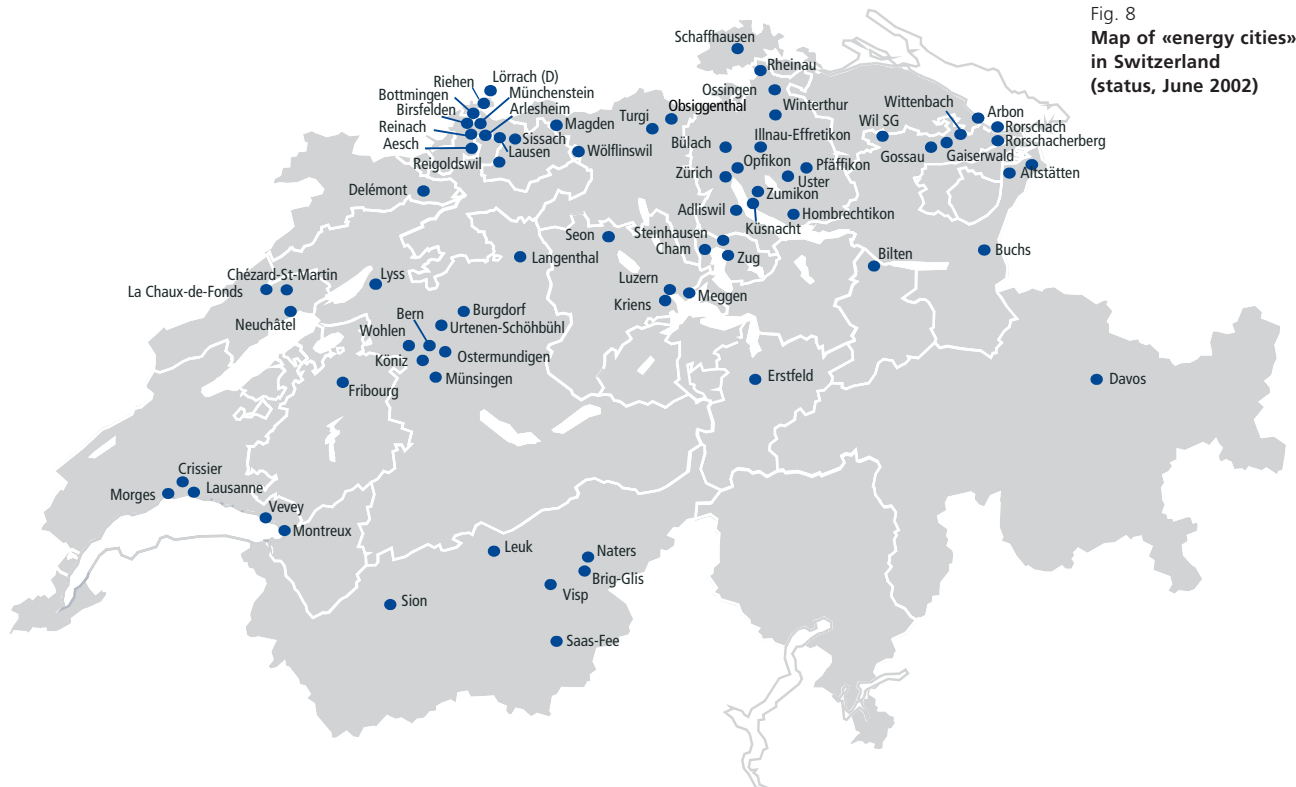 Fig. 8
Map of «energy cities»
in Switzerland
(status, June 2002)
Schaffhausen
Rheinau
Lörrach (D)
Riehen
Münchenstein
Bottmingen
Arlesheim
Birsfelden
Reinach
Aesch
Sissach
Lausen
Reigoldswil
Magden
Wölflinswil
Turgi
Obsiggenthal
Ossingen
Winterthur
Illnau-Effretikon
Bülach
Opfikon
Pfäffikon
Zürich
Uster
Zumikon
Adliswil
Hombrechtikon
Küsnacht
Wil SG
Wittenbach
Arbon
Rorschach
Rorschacherberg
Gossau
Gaiserwald
Altstätten
Delémont
Seon
Steinhausen
Cham
Zug
Langenthal
Bilten
Buchs
Chézard-St-Martin
La Chaux-de-Fonds
Lyss
Luzern
Meggen
Kriens
Neuchâtel
Burgdorf
Bern
Urtenen-Schöhbühl
Wohlen
Ostermundigen
Köniz
Münsingen
Fribourg
Erstfeld
Davos
Crissier
Morges
Lausanne
Vevey
Montreux
Leuk
Naters
Brig-Glis
Visp
Sion
Saas-Fee